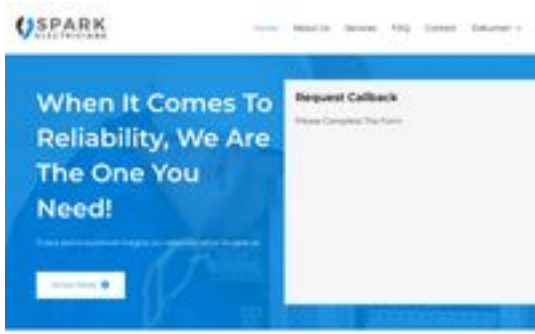 SPARK
ELECTRICIANS
Home About Us Services FAQ Contact Dokumen
When It Comes To
Reliability, We Are
The One You
Need!
Request Callback
Please Complete The Form